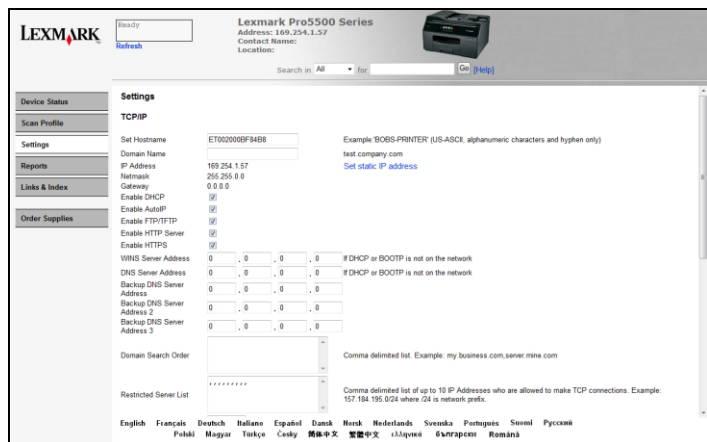 LEXMARK
Ready
Refresh
Lexmark Pro5500 Series
Address: 169.254.1.57
Contact Name:
Location:
Search in All for Go [Help]
Device Status
Scan Profile
Settings
Reports
Links & Index
Order Supplies
Settings
TCP/IP
Set Hostname ET002000BF84B8 Example:'BOBS-PRINTER' (US-ASCII, alphanumeric characters and hyphen only)
Domain Name test.company.com
IP Address 169.254.1.57 Set static IP address
Netmask 255.255.0.0
Gateway 0.0.0.0
Enable DHCP
Enable AutoIP
Enable FTP/TFTP
Enable HTTP Server
Enable HTTPS
WINS Server Address 0 . 0 . 0 . 0 If DHCP or BOOTP is not on the network
DNS Server Address 0 . 0 . 0 . 0 If DHCP or BOOTP is not on the network
Backup DNS Server
Address 0 . 0 . 0 . 0
Backup DNS Server
Address 2 0 . 0 . 0 . 0
Backup DNS Server
Address 3 0 . 0 . 0 . 0
Domain Search Order Comma delimited list. Example: my.business.com,server.mine.com
Restricted Server List ,,,,,,,,, Comma delimited list of up to 10 IP Addresses who are allowed to make TCP connections. Example:
157.184.195.0/24 where /24 is network prefix.
English Français Deutsch Italiano Español Dansk Norsk Nederlands Svenska Português Suomi Русский
Polski Magyar Türkçe Česky 简体中文 繁體中文 ελληνικά български Română